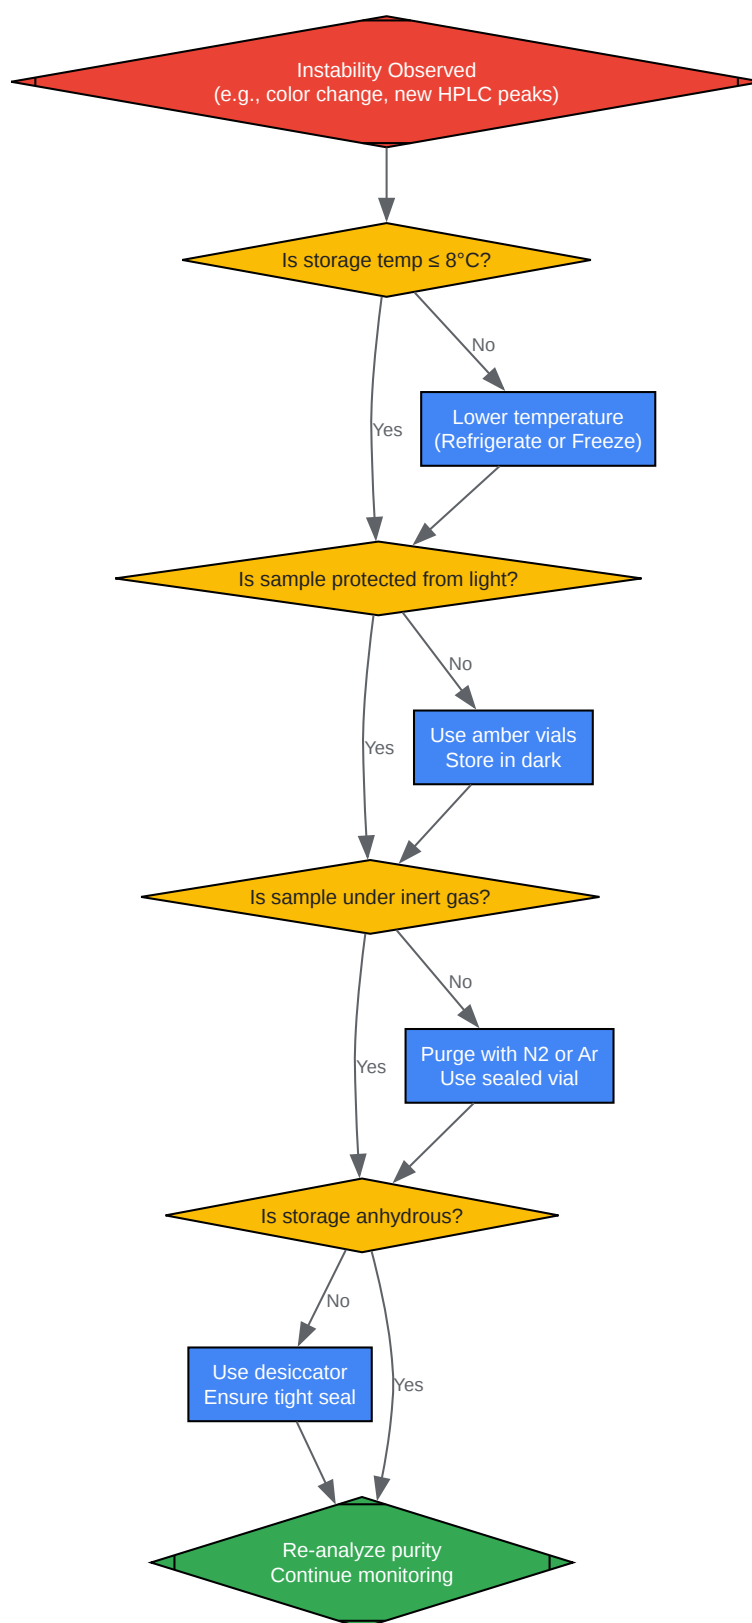 Instability Observed
(e.g., color change, new HPLC peaks)
Is storage temp ≤ 8°C?
No
Lower temperature
(Refrigerate or Freeze)
Yes
Is sample protected from light?
No
Use amber vials
Store in dark
Yes
Is sample under inert gas?
No
Purge with N2 or Ar
Use sealed vial
Yes
Is storage anhydrous?
No
Use desiccator
Ensure tight seal
Yes
Re-analyze purity
Continue monitoring